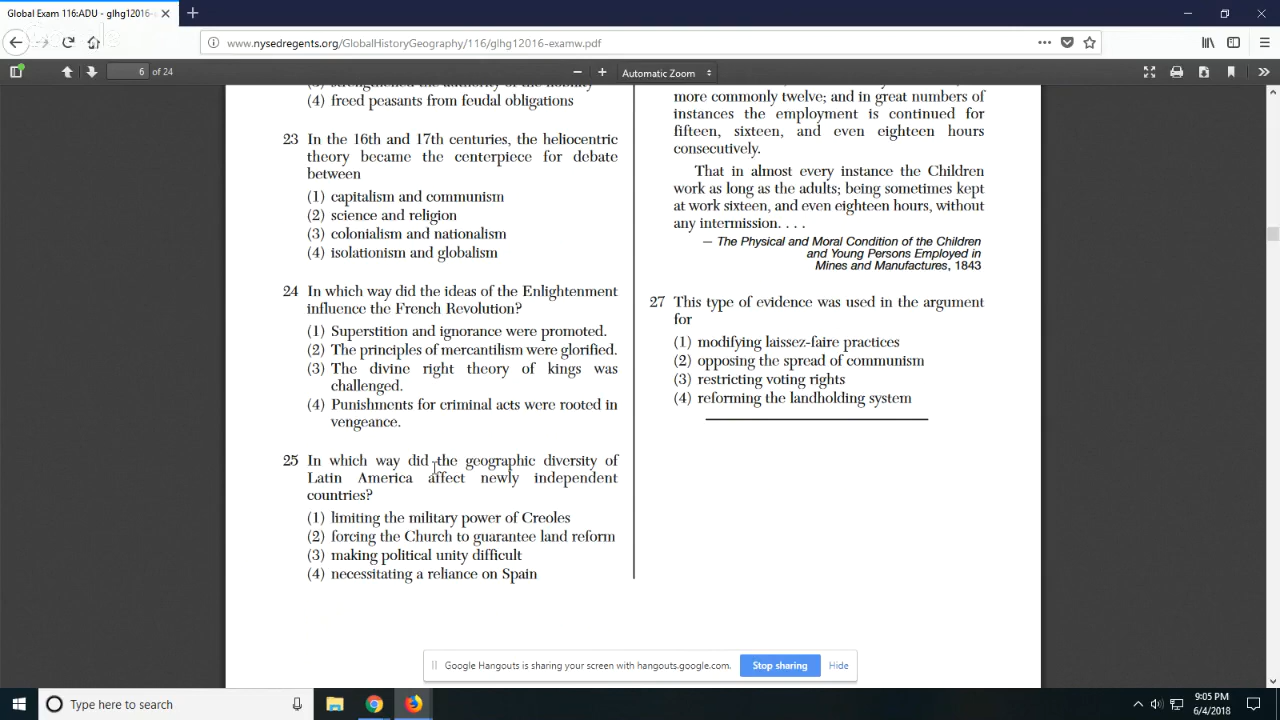 Global Exam 116:ADU - glhg12016-
www.nysedregents.org/GlobalHistoryGeography/116/glhg12016-examw.pdf
6 of 24
Automatic Zoom
(4) freed peasants from feudal obligations
23 In the 16th and 17th centuries, the heliocentric
theory became the centerpiece for debate
between
(1) capitalism and communism
(2) science and religion
(3) colonialism and nationalism
(4) isolationism and globalism
24 In which way did the ideas of the Enlightenment
influence the French Revolution?
(1) Superstition and ignorance were promoted.
(2) The principles of mercantilism were glorified.
(3) The divine right theory of kings was
challenged.
(4) Punishments for criminal acts were rooted in
vengeance.
25 In which way did the geographic diversity of
Latin America affect newly independent
countries?
(1) limiting the military power of Creoles
(2) forcing the Church to guarantee land reform
(3) making political unity difficult
(4) necessitating a reliance on Spain
more commonly twelve; and in great numbers of
instances the employment is continued for
fifteen, sixteen, and even eighteen hours
consecutively.
That in almost every instance the Children
work as long as the adults; being sometimes kept
at work sixteen, and even eighteen hours, without
any intermission. . . .
— The Physical and Moral Condition of the Children
and Young Persons Employed in
Mines and Manufactures, 1843
27 This type of evidence was used in the argument
for
(1) modifying laissez-faire practices
(2) opposing the spread of communism
(3) restricting voting rights
(4) reforming the landholding system
Google Hangouts is sharing your screen with hangouts.google.com.
Stop sharing
Hide
Type here to search
9:05 PM
6/4/2018